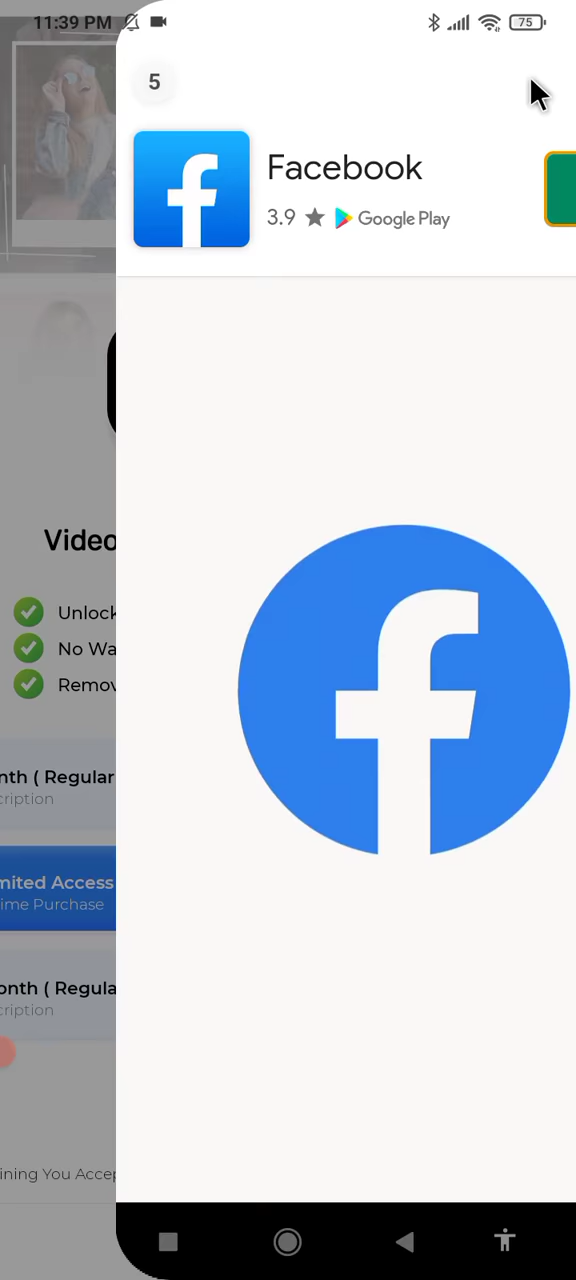 11:39 PM
75
5
Facebook
3.9 ★ Google Play
Video
Unlock
No Wa
Remov
nth ( Regular
cription
mited Access
ime Purchase
onth ( Regula
cription
ining You Accep